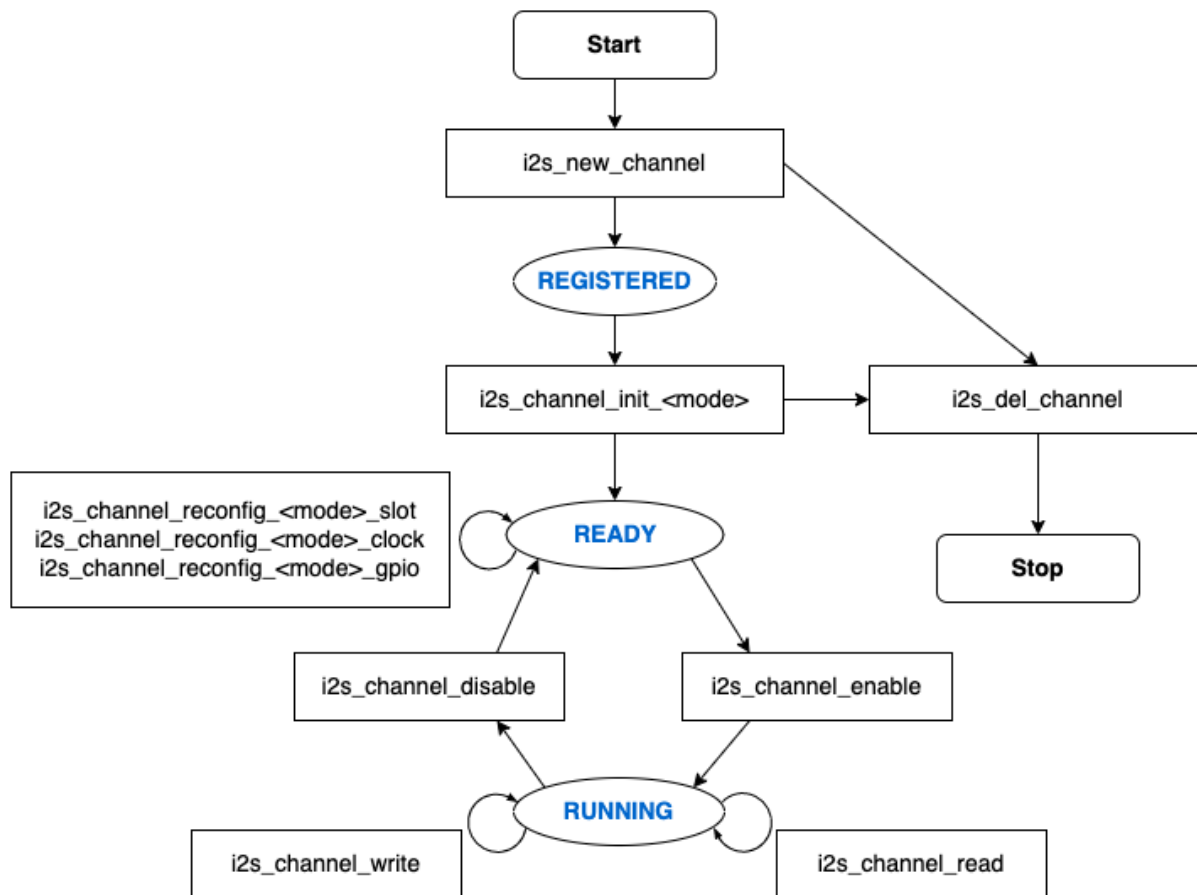 Start
i2s_new_channel
REGISTERED
i2s_channel_init_<mode>
i2s_del_channel
i2s_channel_reconfig_<mode>_slot
i2s_channel_reconfig_<mode>_clock
i2s_channel_reconfig_<mode>_gpio
READY
Stop
i2s_channel_disable
i2s_channel_enable
RUNNING
i2s_channel_write
i2s_channel_read